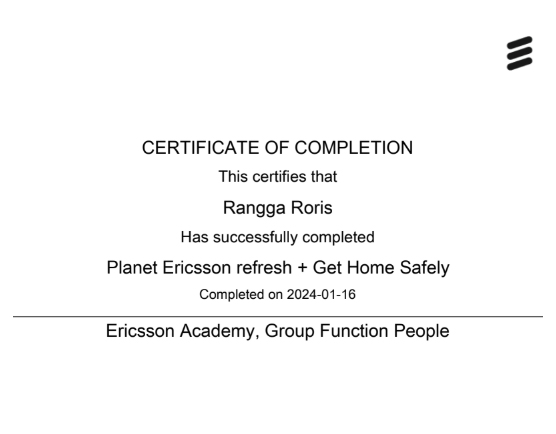 CERTIFICATE OF COMPLETION
This certifies that
Rangga Roris
Has successfully completed
Planet Ericsson refresh + Get Home Safely
Completed on 2024-01-16
Ericsson Academy, Group Function People